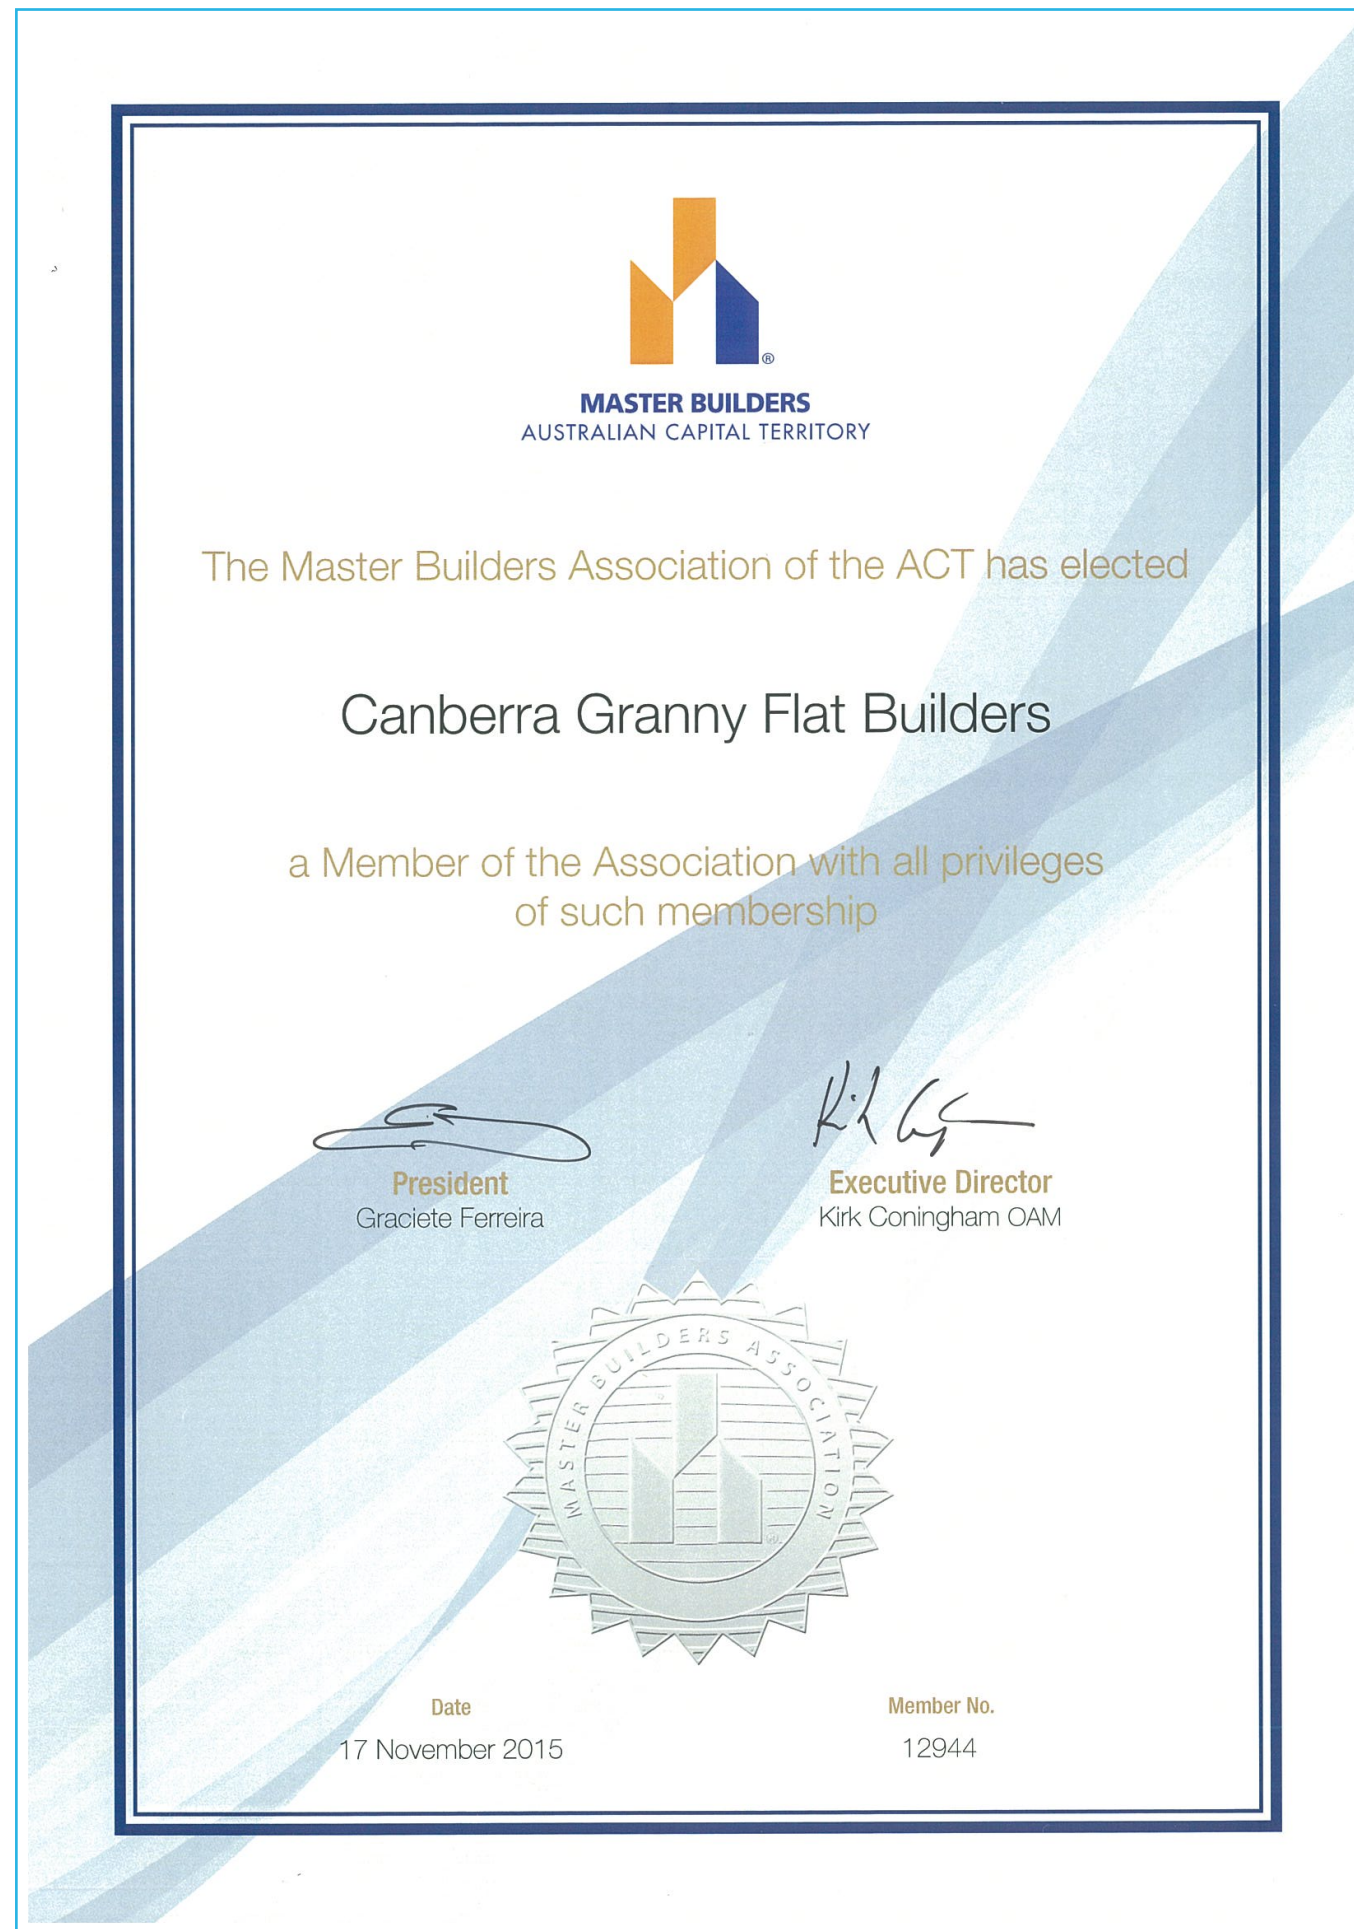 ®
MASTER BUILDERS
AUSTRALIAN CAPITAL TERRITORY
The Master Builders Association of the ACT has elected
Canberra Granny Flat Builders
a Member of the Association with all privileges
of such membership
President
Graciete Ferreira
Executive Director
Kirk Coningham OAM
MASTER BUILDERS ASSOCIATION
Date
17 November 2015
Member No.
12944